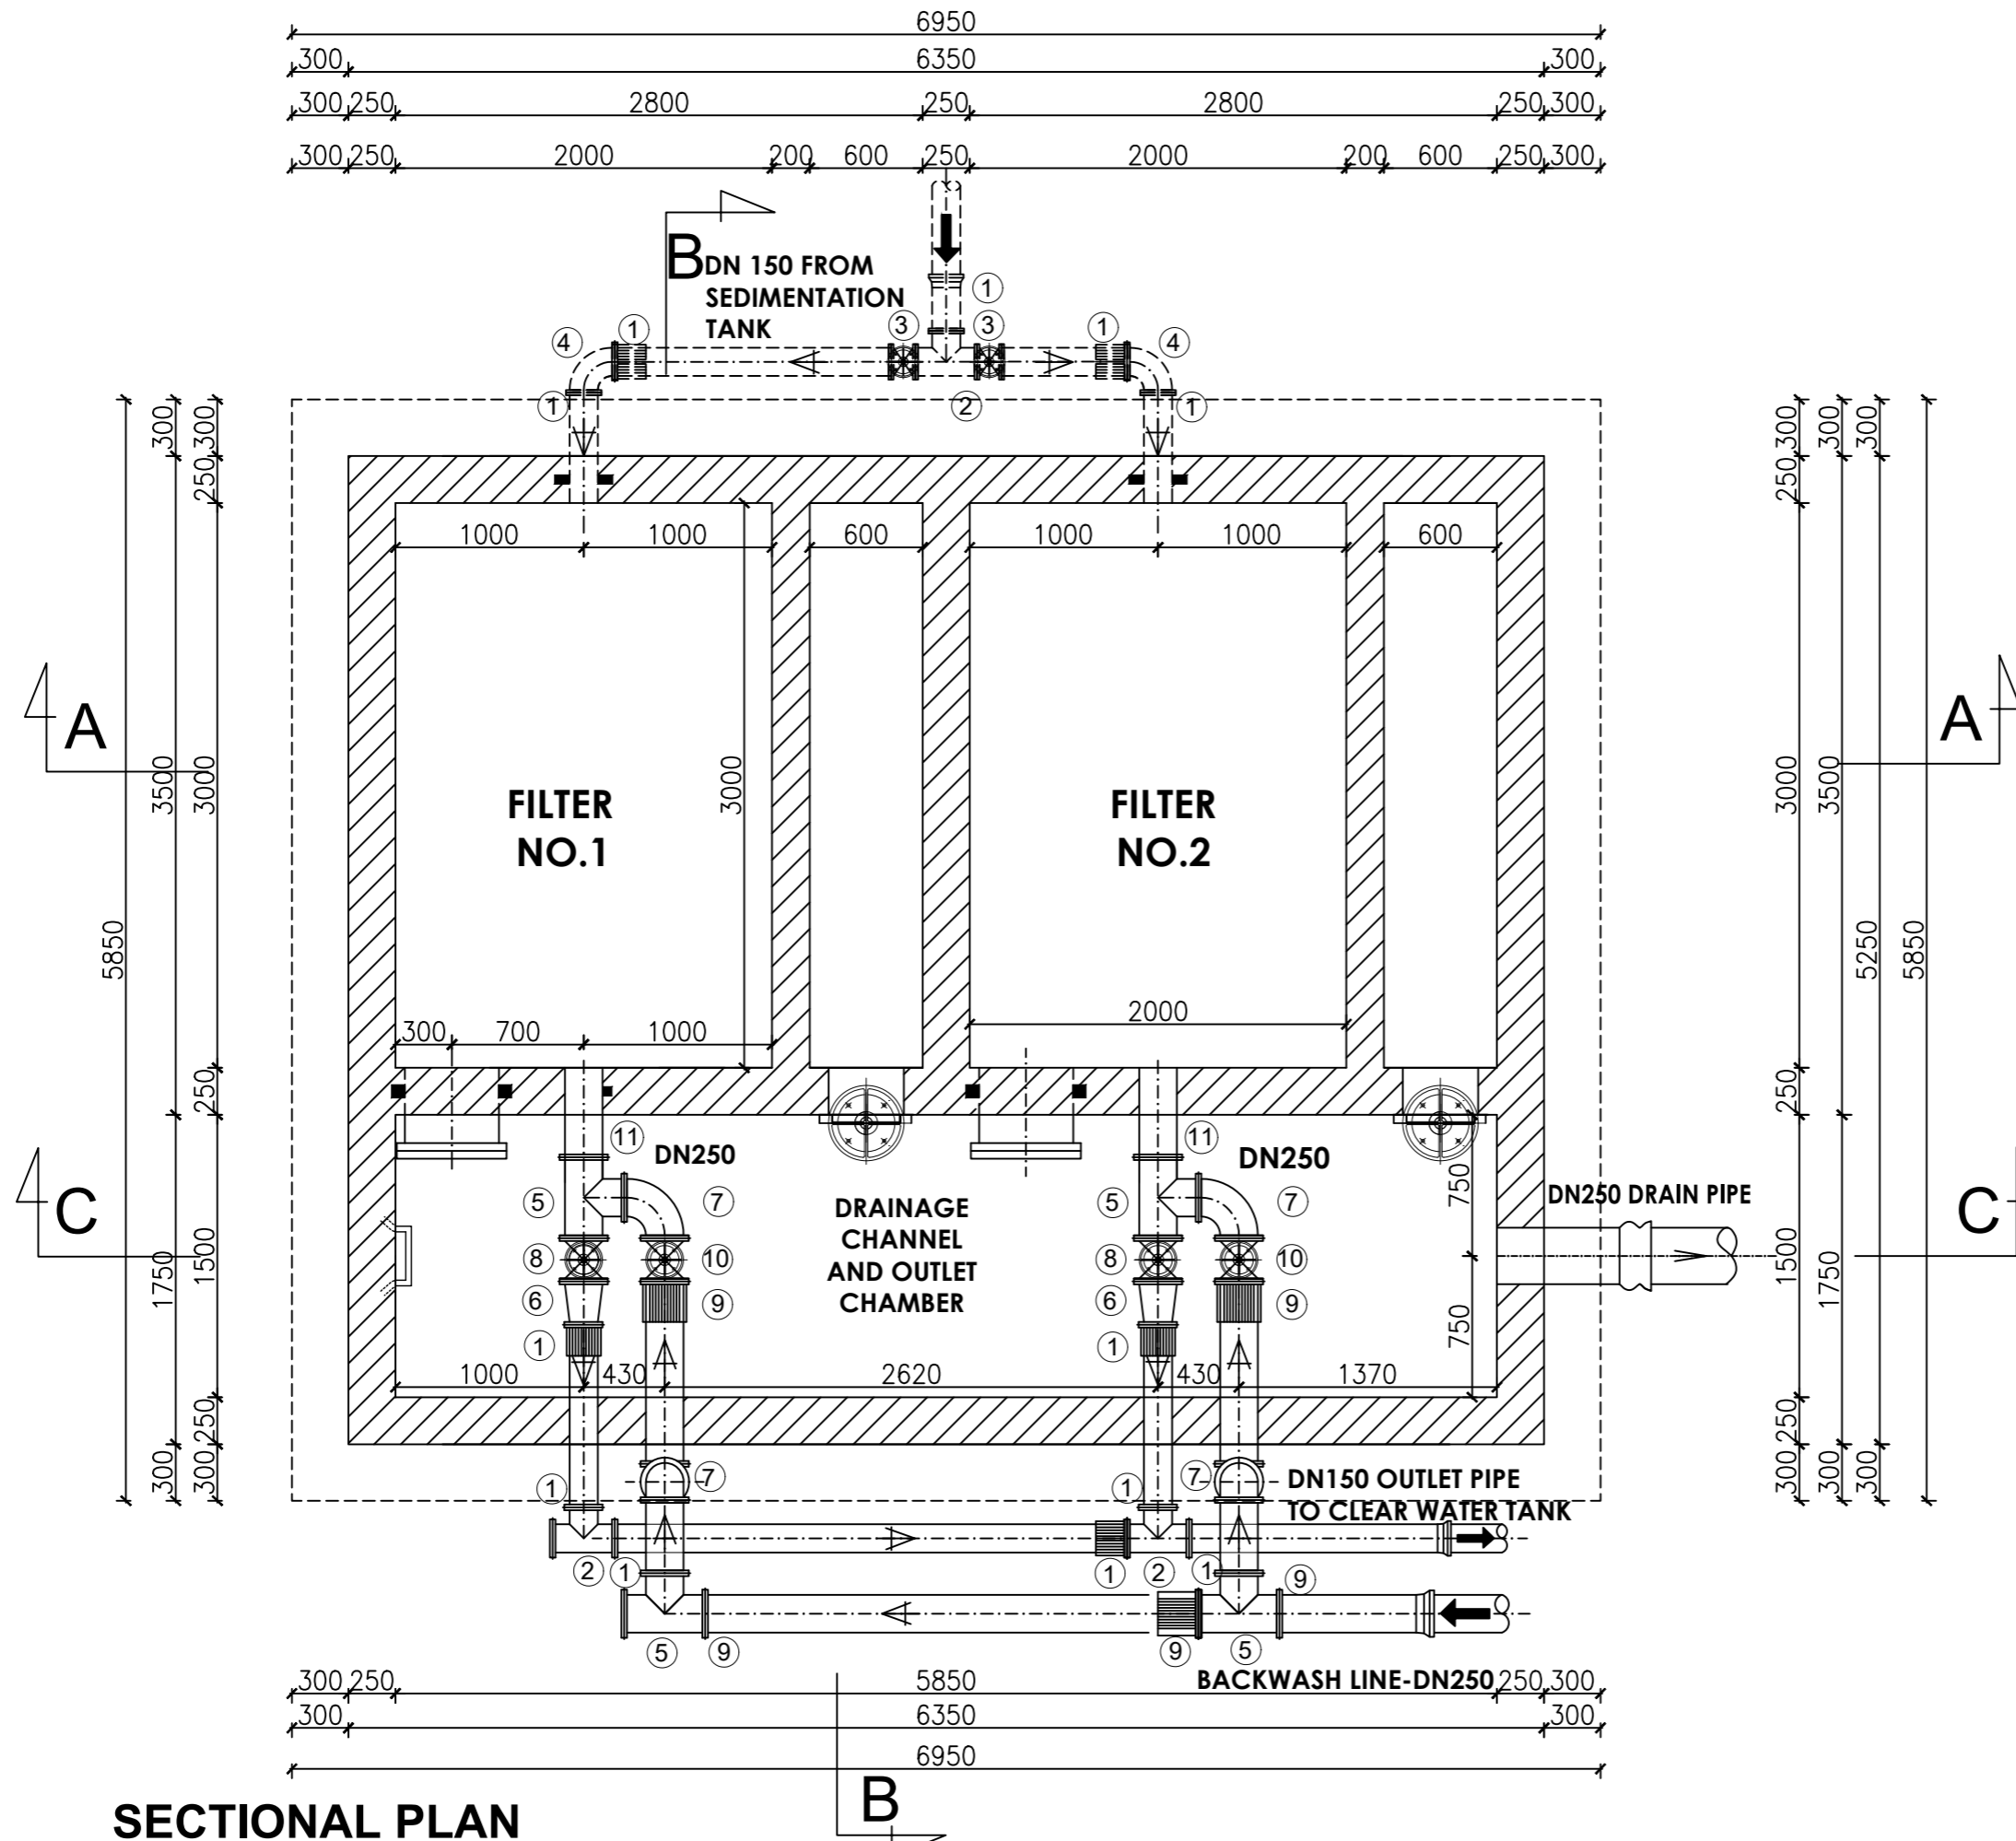 6950
300 6350 300
300 250 2800 250 2800 250 300
300 250 2000 200 600 250 2000 200 600 250 300
B
DN 150 FROM
SEDIMENTATION
TANK
1
3 3
4 1 1 4
1 2 1
300 300 300 300 300
250 250
1000 1000 600 1000 1000 600
A A
5850 3500 3000 3000 3000 3500 5250 5850
FILTER
NO.1
FILTER
NO.2
2000
300 700 1000
250 250
11 DN250 11 DN250
750
5 7 5 7
DRAINAGE
CHANNEL
AND OUTLET
CHAMBER
DN250 DRAIN PIPE
C C
1750 1500 1500 1750
8 10 8 10
6 9 6 9
1 1
750
1000 430 2620 430 1370
250 250
300 300 300 300 300
1 7 1 7
DN150 OUTLET PIPE
TO CLEAR WATER TANK
2 1 1 2 1 9
5 9 9 5
BACKWASH LINE-DN250
300 250 5850 250 300
300 6350 300
6950
B
SECTIONAL PLAN